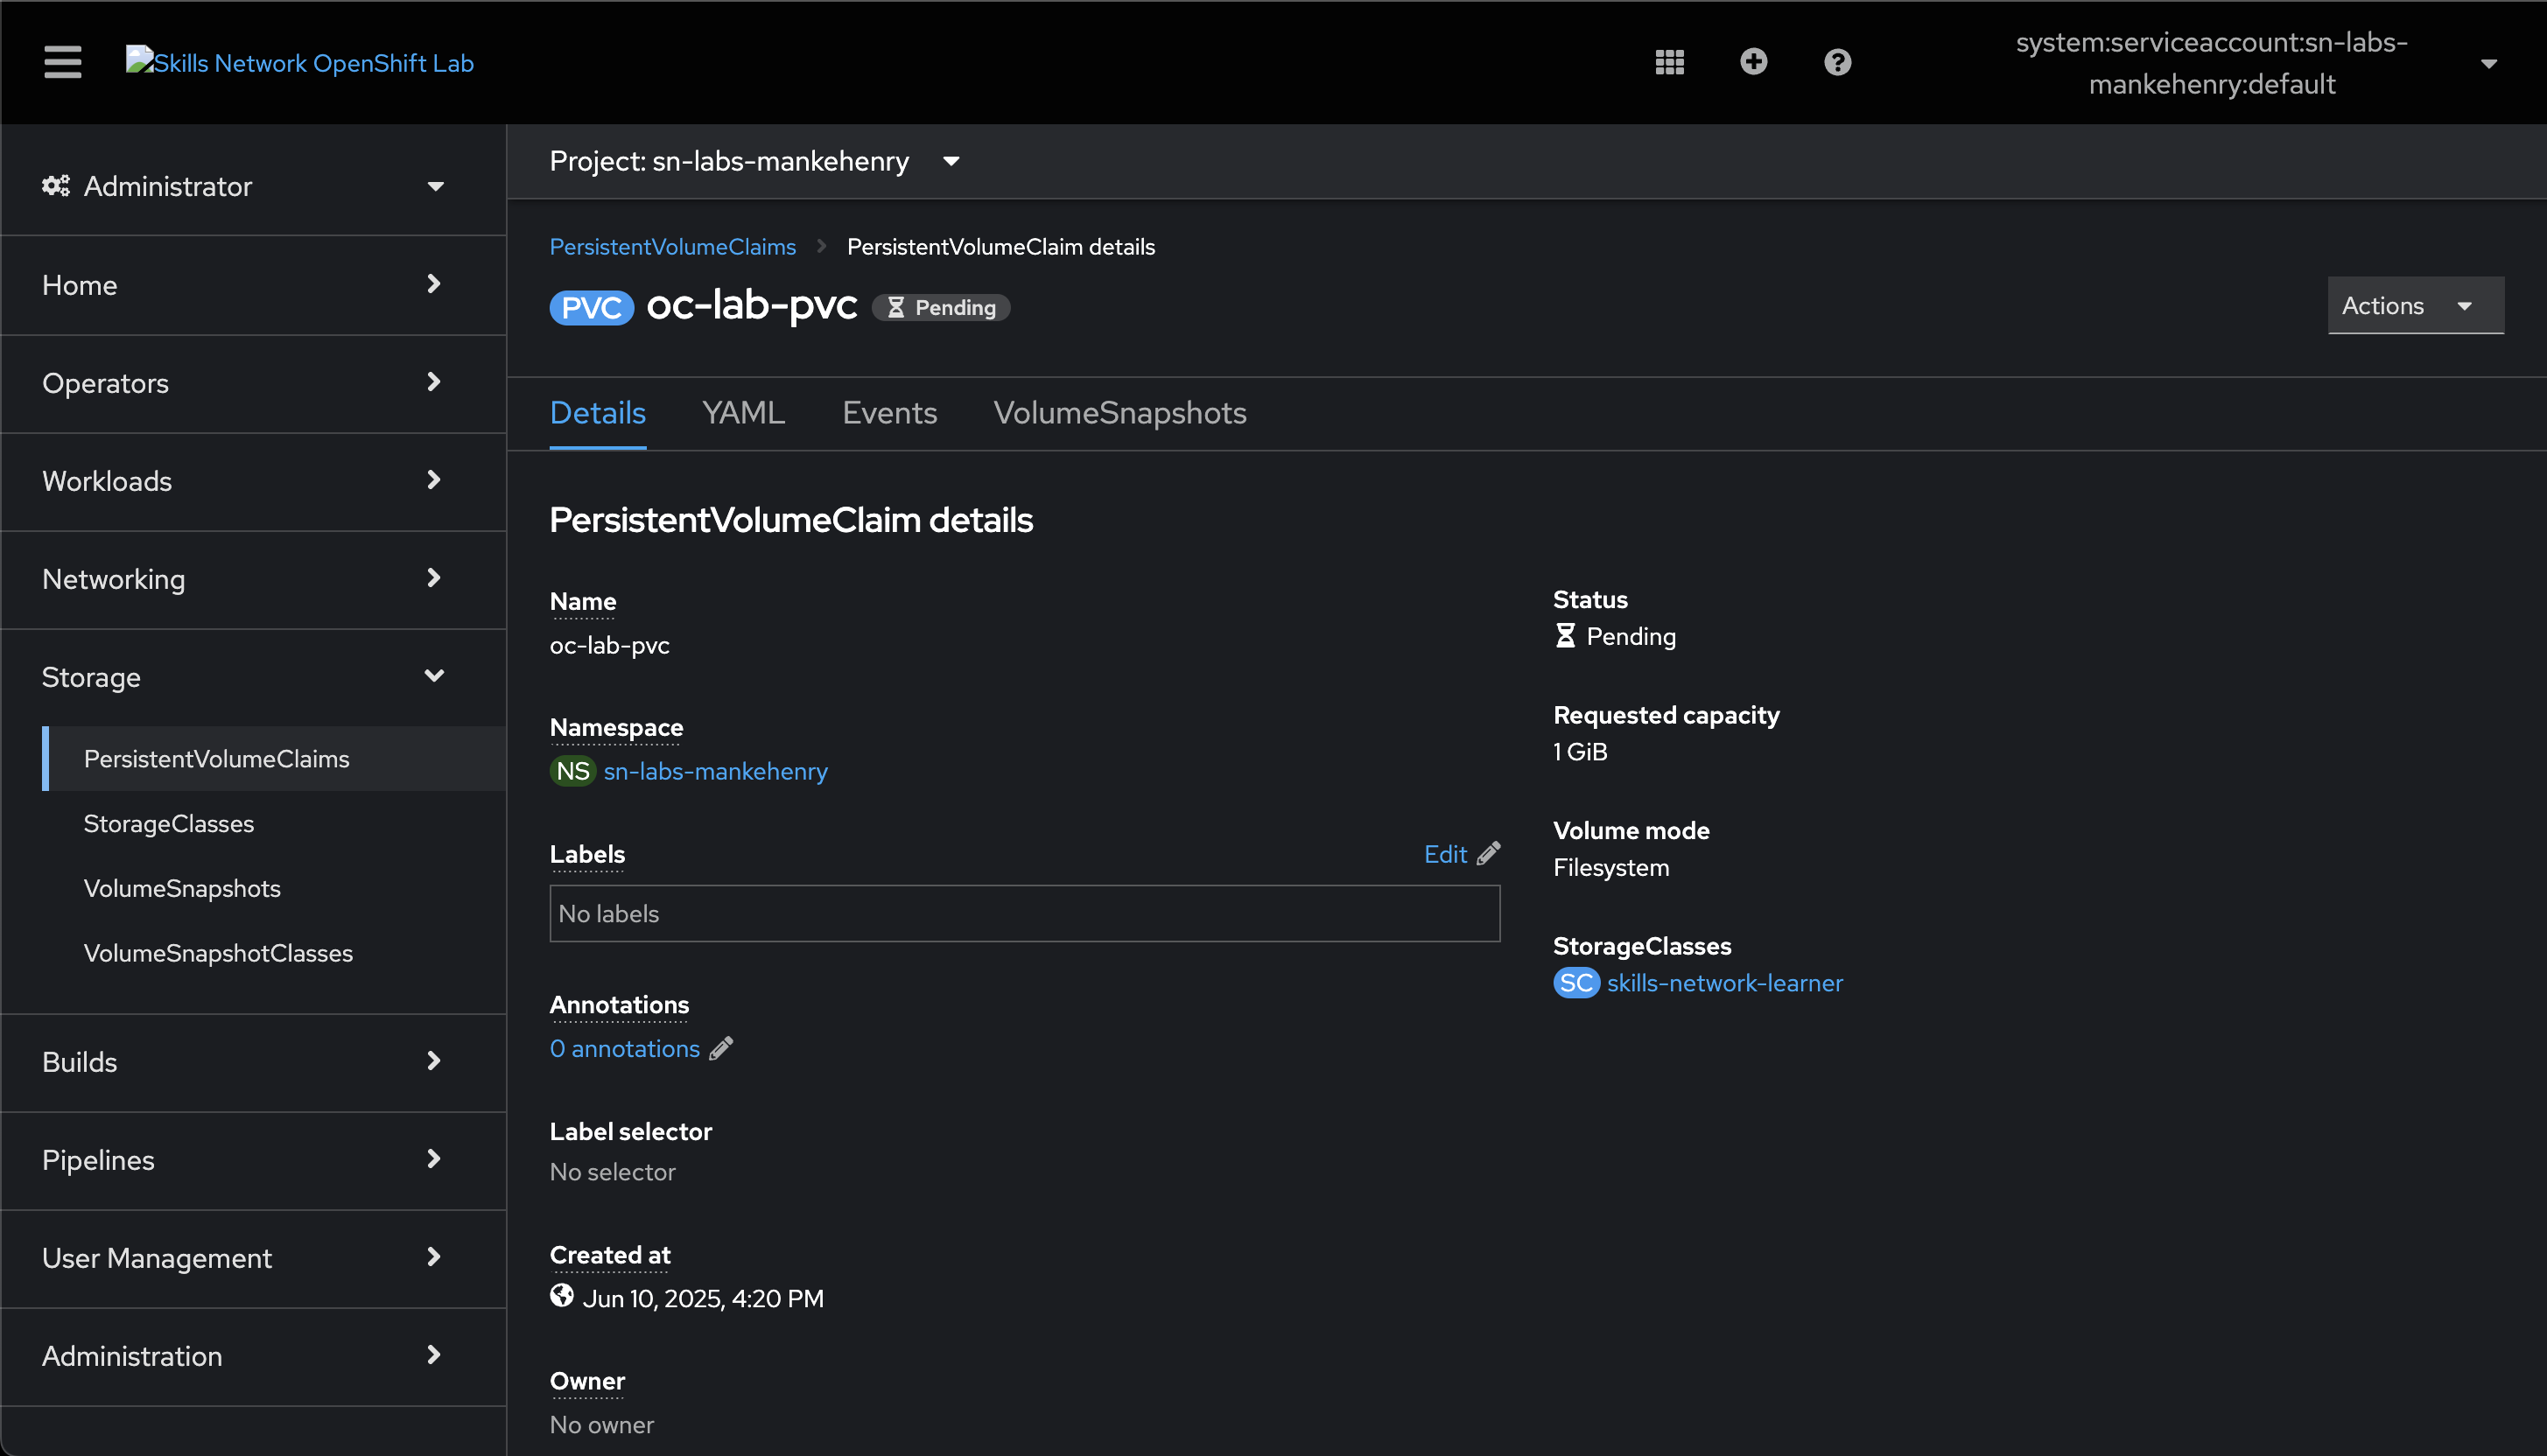 Skills Network OpenShift Lab
system:serviceaccount:sn-labs-
mankehenry:default
Administrator
Home
Operators
Workloads
Networking
Storage
PersistentVolumeClaims
StorageClasses
VolumeSnapshots
VolumeSnapshotClasses
Builds
Pipelines
User Management
Administration
Project: sn-labs-mankehenry
PersistentVolumeClaims PersistentVolumeClaim details
PVC oc-lab-pvc Pending
Actions
Details YAML Events VolumeSnapshots
PersistentVolumeClaim details
Name
oc-lab-pvc
Namespace
NS sn-labs-mankehenry
Labels Edit
No labels
Annotations
0 annotations
Label selector
No selector
Created at
Jun 10, 2025, 4:20 PM
Owner
No owner
Status
Pending
Requested capacity
1 GiB
Volume mode
Filesystem
StorageClasses
SC skills-network-learner